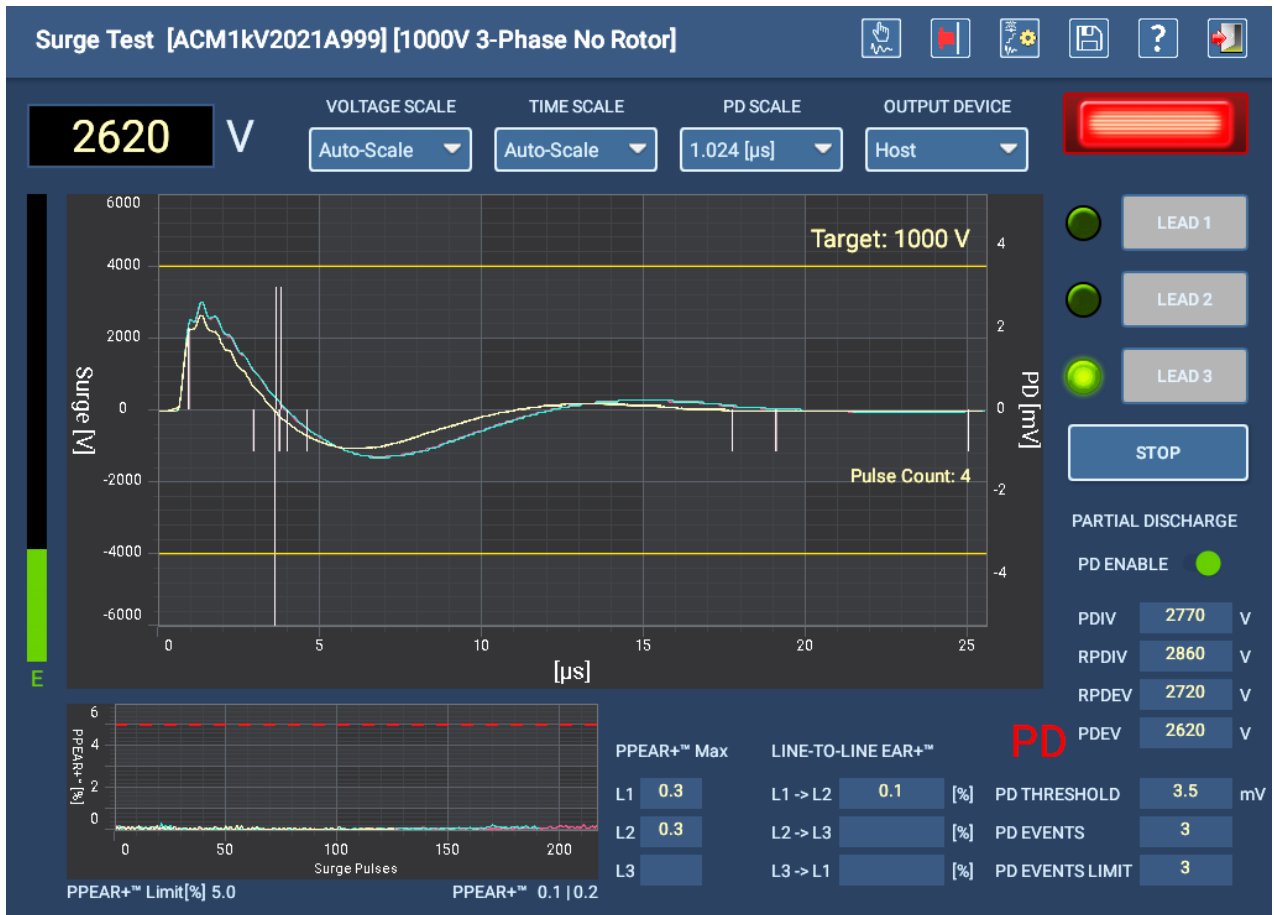 Surge Test [ACM1kV2021A999] [1000V 3-Phase No Rotor]
?
VOLTAGE SCALE TIME SCALE PD SCALE OUTPUT DEVICE
2620 V
Auto-Scale Auto-Scale 1.024 [µs] Host
6000
4000
2000
0
-2000
-4000
-6000
Surge [V]
Target: 1000 V
Pulse Count: 4
4
2
0
-2
-4
PD [mV]
0 5 10 15 20 25
[µs]
E
LEAD 1
LEAD 2
LEAD 3
STOP
PARTIAL DISCHARGE
PD ENABLE
PDIV 2770 V
RPDIV 2860 V
RPDEV 2720 V
PD PDEV 2620 V
6
4
2
0
PPEAR+™ [%]
0 50 100 150 200
Surge Pulses
PPEAR+™ Limit[%] 5.0 PPEAR+™ 0.1 | 0.2
PPEAR+™ Max LINE-TO-LINE EAR+™
L1 0.3 L1 -> L2 0.1 [%] PD THRESHOLD 3.5 mV
L2 0.3 L2 -> L3 [%] PD EVENTS 3
L3 L3 -> L1 [%] PD EVENTS LIMIT 3